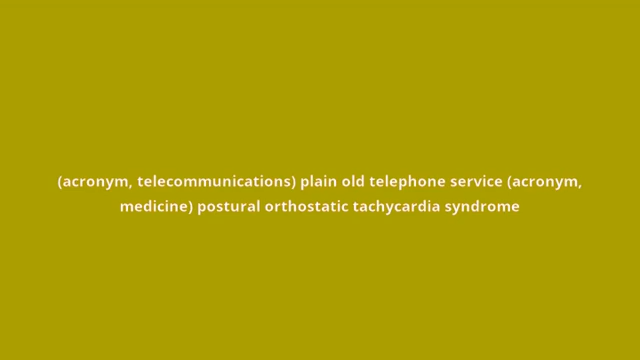 (acronym, telecommunications) plain old telephone service (acronym,
medicine) postural orthostatic tachycardia syndrome